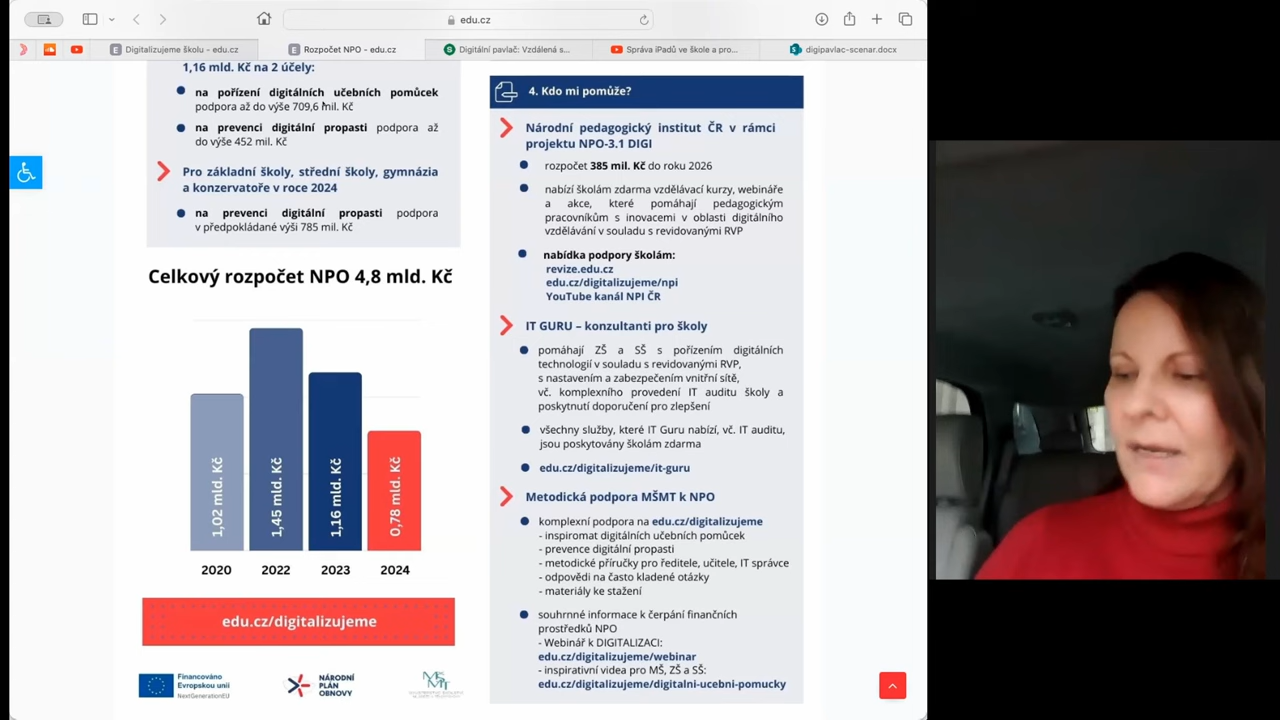 edu.cz
Digitalizujeme školu - edu.cz
Rozpočet NPO - edu.cz
Digitální pavlač: Vzdálená s...
Správa iPadů ve škole a pro...
digipavlac-scenar.docx
1,16 mld. Kč na 2 účely:
na pořízení digitálních učebních pomůcek
podpora až do výše 709,6 mil. Kč
na prevenci digitální propasti podpora až
do výše 452 mil. Kč
Pro základní školy, střední školy, gymnázia
a konzervatoře v roce 2024
na prevenci digitální propasti podpora
v předpokládané výši 785 mil. Kč
Celkový rozpočet NPO 4,8 mld. Kč
1,02 mld. Kč
1,45 mld. Kč
1,16 mld. Kč
0,78 mld. Kč
2020
2022
2023
2024
edu.cz/digitalizujeme
Financováno
Evropskou unií
NextGenerationEU
NÁRODNÍ
PLÁN
OBNOVY
4. Kdo mi pomůže?
Národní pedagogický institut ČR v rámci
projektu NPO-3.1 DIGI
rozpočet 385 mil. Kč do roku 2026
nabízí školám zdarma vzdělávací kurzy, webináře
a akce, které pomáhají pedagogickým
pracovníkům s inovacemi v oblasti digitálního
vzdělávání v souladu s revidovanými RVP
nabídka podpory školám:
revize.edu.cz
edu.cz/digitalizujeme/npi
YouTube kanál NPI ČR
IT GURU – konzultanti pro školy
pomáhají ZŠ a SŠ s pořízením digitálních
technologií v souladu s revidovanými RVP,
s nastavením a zabezpečením vnitřní sítě,
vč. komplexního provedení IT auditu školy a
poskytnutí doporučení pro zlepšení
všechny služby, které IT Guru nabízí, vč. IT auditu,
jsou poskytovány školám zdarma
edu.cz/digitalizujeme/it-guru
Metodická podpora MŠMT k NPO
komplexní podpora na edu.cz/digitalizujeme
- inspiromat digitálních učebních pomůcek
- prevence digitální propasti
- metodické příručky pro ředitele, učitele, IT správce
- odpovědi na často kladené otázky
- materiály ke stažení
souhrnné informace k čerpání finančních
prostředků NPO
- Webinář k DIGITALIZACI:
edu.cz/digitalizujeme/webinar
- inspirativní videa pro MŠ, ZŠ a SŠ:
edu.cz/digitalizujeme/digitalni-ucebni-pomucky